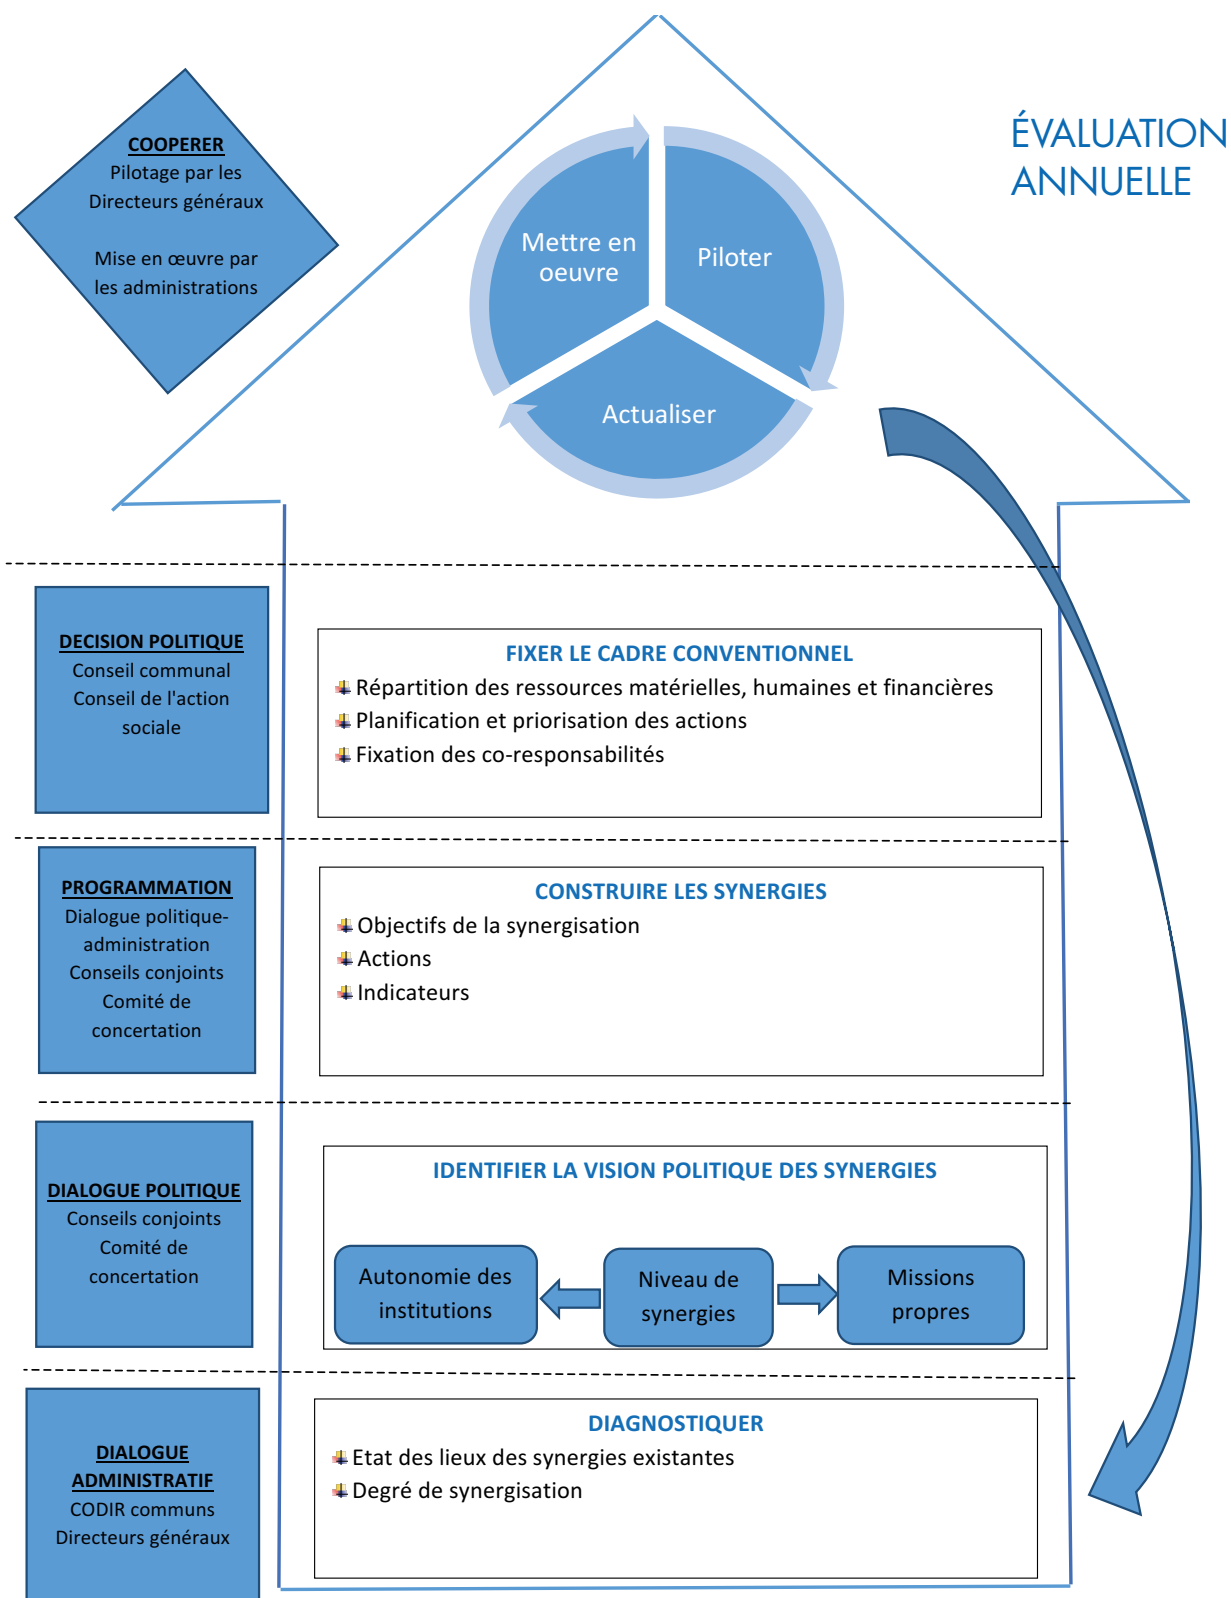 COOPERER
Pilotage par les
Directeurs généraux
Mise en œuvre par
les administrations
ÉVALUATION
ANNUELLE
Mettre en
oeuvre
Piloter
Actualiser
DECISION POLITIQUE
Conseil communal
Conseil de l'action
sociale
FIXER LE CADRE CONVENTIONNEL
Répartition des ressources matérielles, humaines et financières
Planification et priorisation des actions
Fixation des co-responsabilités
PROGRAMMATION
Dialogue politique-
administration
Conseils conjoints
Comité de
concertation
CONSTRUIRE LES SYNERGIES
Objectifs de la synergisation
Actions
Indicateurs
DIALOGUE POLITIQUE
Conseils conjoints
Comité de
concertation
IDENTIFIER LA VISION POLITIQUE DES SYNERGIES
Autonomie des
institutions
Niveau de
synergies
Missions
propres
DIALOGUE
ADMINISTRATIF
CODIR communs
Directeurs généraux
DIAGNOSTIQUER
Etat des lieux des synergies existantes
Degré de synergisation